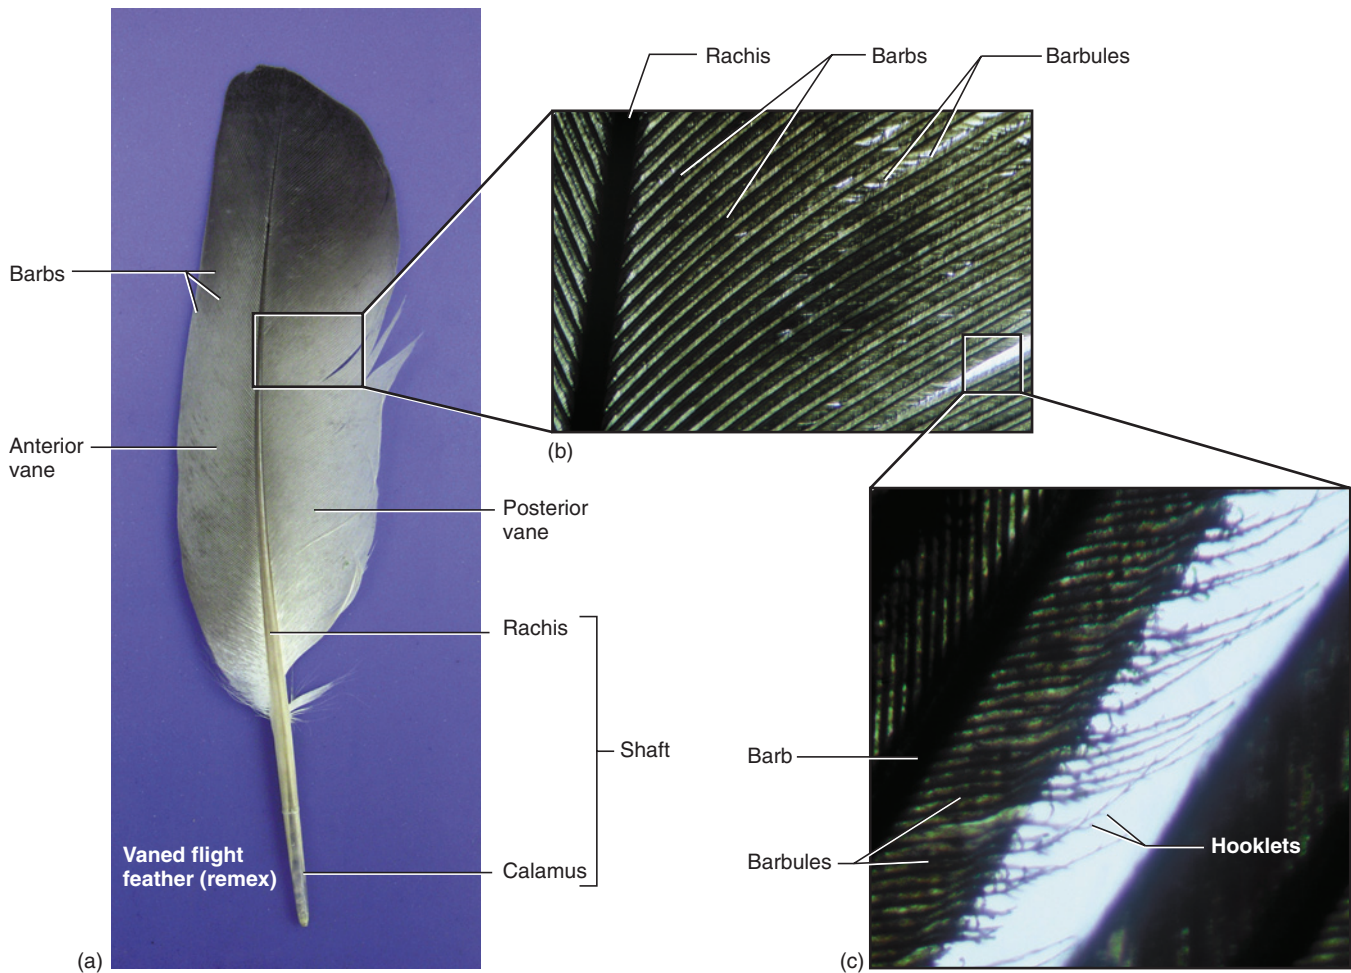 Rachis
Barbs
Barbules
Barbs
Anterior
vane
(b)
Posterior
vane
Rachis
Shaft
Barb
Calamus
Barbules
Hooklets
Vaned flight
feather (remex)
(a)
(c)